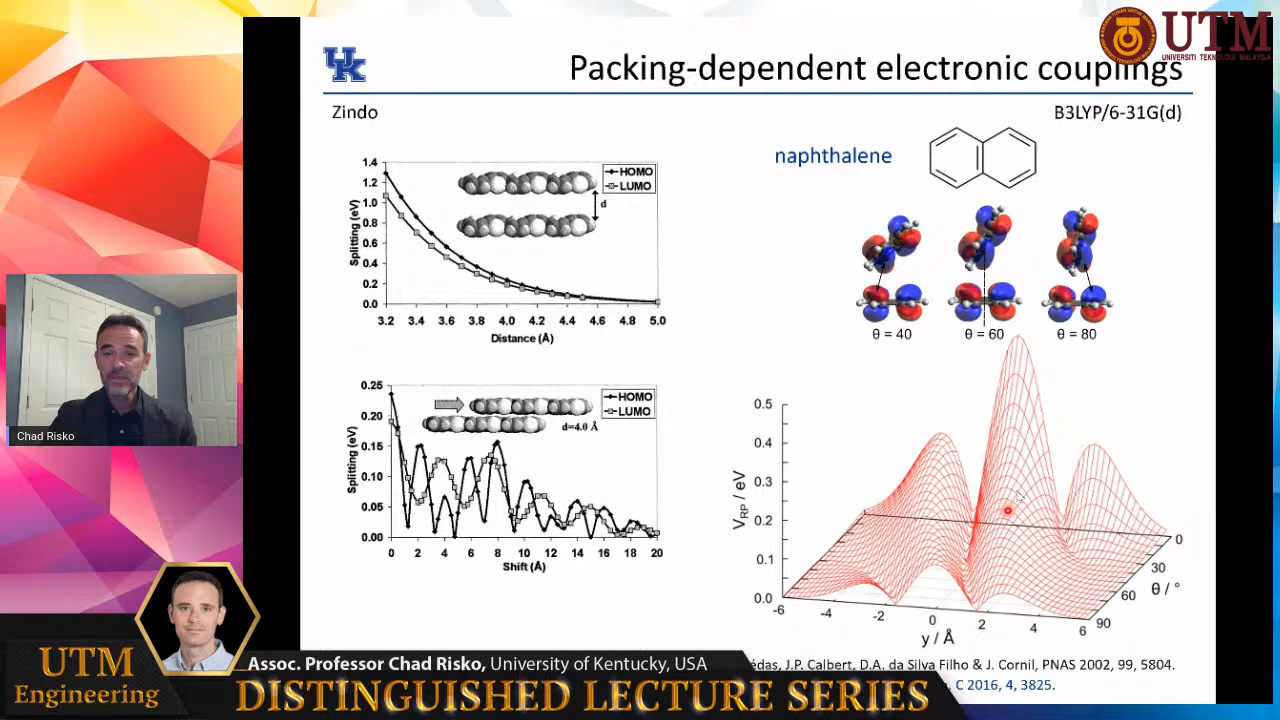 UK
Packing-dependent electronic couplings
UTM
UNIVERSITI TEKNOLOGI MALAYSIA
Zindo
B3LYP/6-31G(d)
naphthalene
Splitting (eV)
1.4
1.2
1.0
0.8
0.6
0.4
0.2
0.0
HOMO
LUMO
d
3.2 3.4 3.6 3.8 4.0 4.2 4.4 4.6 4.8 5.0
Distance (Å)
θ = 40
θ = 60
θ = 80
Splitting (eV)
0.25
0.20
0.15
0.10
0.05
0.00
HOMO
LUMO
d=4.0 Å
0 2 4 6 8 10 12 14 16 18 20
Shift (Å)
V_RP / eV
0.5
0.4
0.3
0.2
0.1
0.0
-6 -4 -2 0 2 4 6
y / Å
0
30
60
90
θ / °
Chad Risko
édas, J.P. Calbert, D.A. da Silva Filho & J. Cornil, PNAS 2002, 99, 5804.
C 2016, 4, 3825.
UTM
Engineering
Assoc. Professor Chad Risko, University of Kentucky, USA
DISTINGUISHED LECTURE SERIES